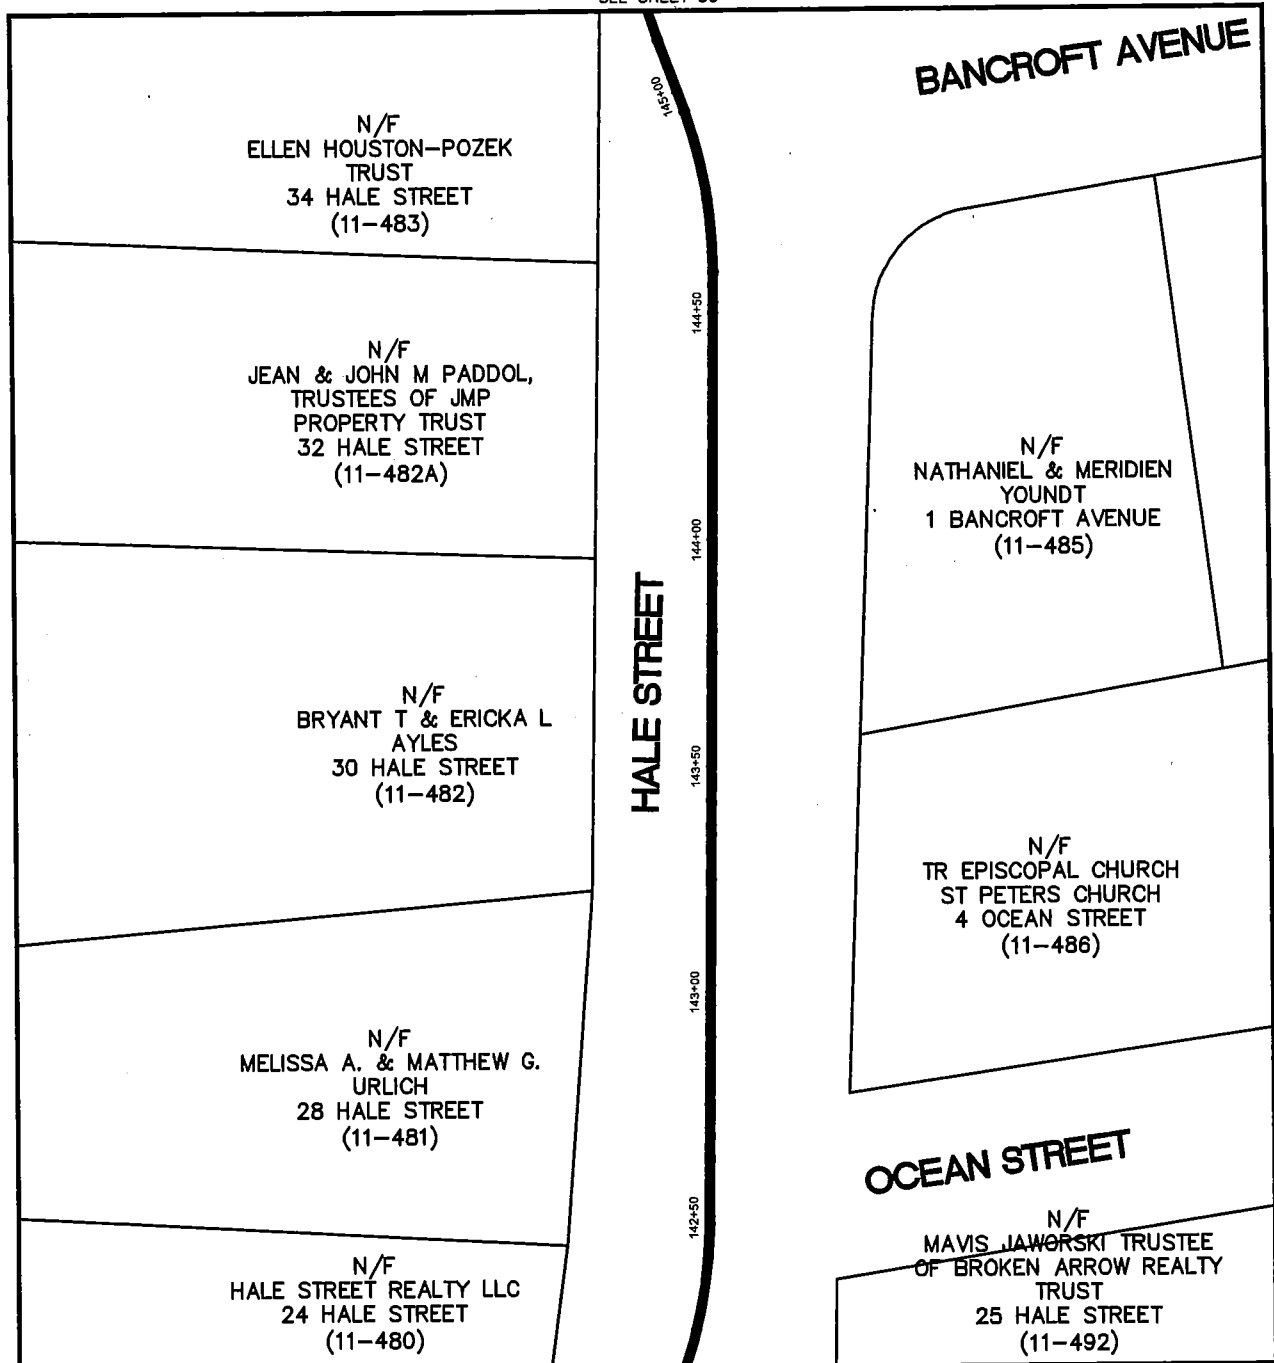 BANCROFT AVENUE
145+00
N/F
ELLEN HOUSTON-POZEK
TRUST
34 HALE STREET
(11-483)
144+50
N/F
JEAN & JOHN M PADDOL,
TRUSTEES OF JMP
PROPERTY TRUST
32 HALE STREET
(11-482A)
N/F
NATHANIEL & MERIDIEN
YOUNDT
1 BANCROFT AVENUE
(11-485)
144+00
HALE STREET
N/F
BRYANT T & ERICKA L
AYLES
30 HALE STREET
(11-482)
143+50
N/F
TR EPISCOPAL CHURCH
ST PETERS CHURCH
4 OCEAN STREET
(11-486)
143+00
N/F
MELISSA A. & MATTHEW G.
URLICH
28 HALE STREET
(11-481)
OCEAN STREET
142+50
N/F
HALE STREET REALTY LLC
24 HALE STREET
(11-480)
N/F
MAVIS JAWORSKI TRUSTEE
OF BROKEN ARROW REALTY
TRUST
25 HALE STREET
(11-492)